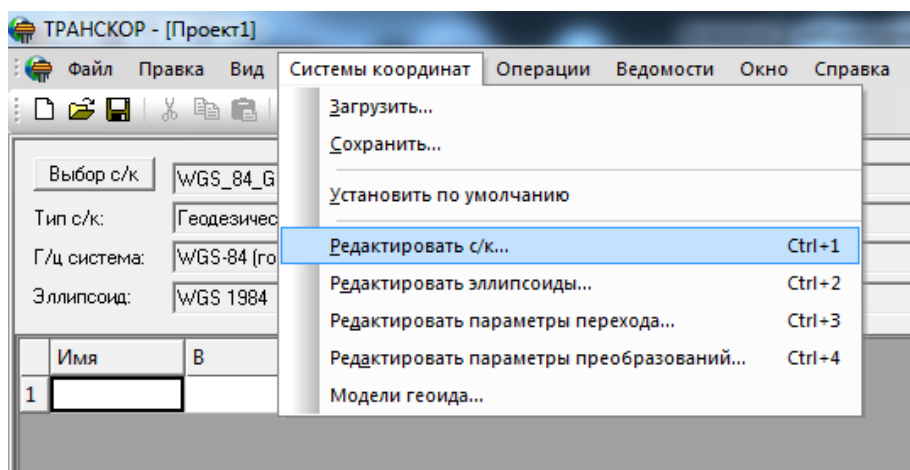 ТРАНСКОР - [Проект1]
Файл Правка Вид Системы координат Операции Ведомости Окно Справка
Загрузить...
Сохранить...
Установить по умолчанию
Редактировать с/к... Ctrl+1
Редактировать эллипсоиды... Ctrl+2
Редактировать параметры перехода... Ctrl+3
Редактировать параметры преобразований... Ctrl+4
Модели геоида...
Выбор с/к WGS_84_G
Тип с/к: Геодезичес
Г/ц система: WGS-84 (го
Эллипсоид: WGS 1984
Имя B
1